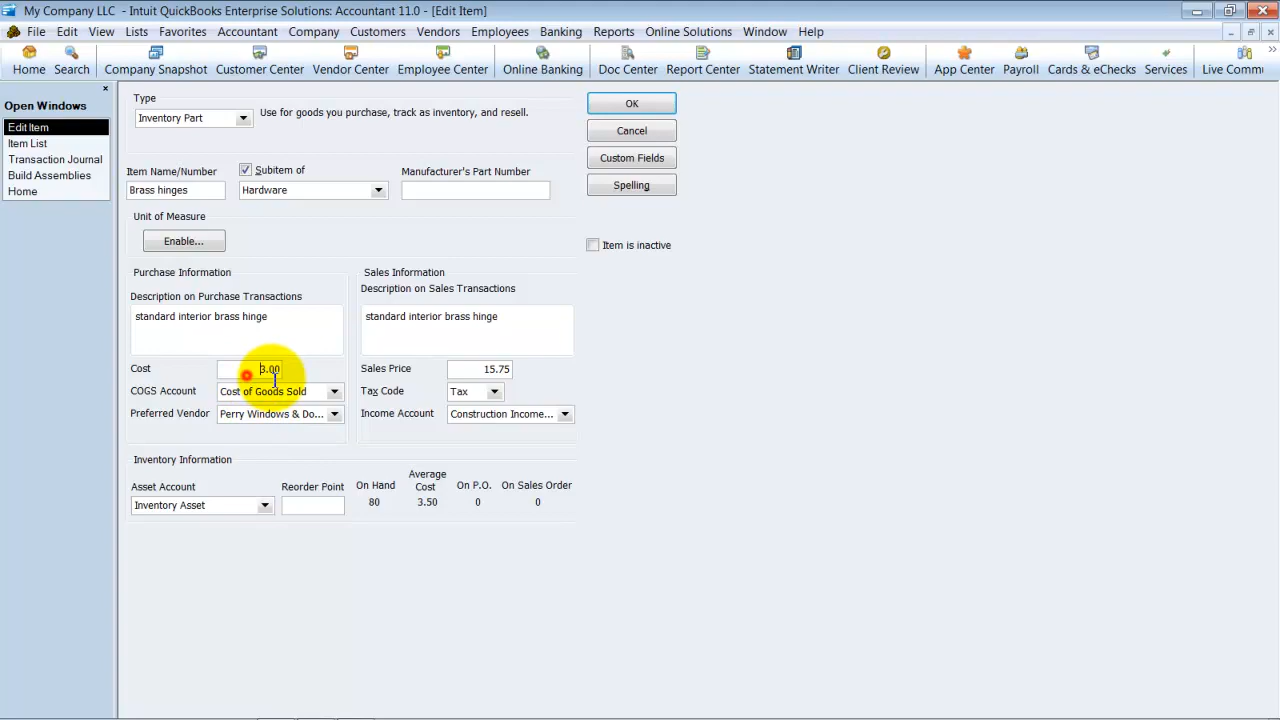 My Company LLC - Intuit QuickBooks Enterprise Solutions: Accountant 11.0 - [Edit Item]
File Edit View Lists Favorites Accountant Company Customers Vendors Employees Banking Reports Online Solutions Window Help
Home Search Company Snapshot Customer Center Vendor Center Employee Center Online Banking Doc Center Report Center Statement Writer Client Review App Center Payroll Cards & eChecks Services Live Commu
Open Windows
Edit Item
Item List
Transaction Journal
Build Assemblies
Home
Type
Inventory Part Use for goods you purchase, track as inventory, and resell.
OK
Cancel
Custom Fields
Spelling
Item is inactive
Item Name/Number Subitem of Manufacturer's Part Number
Brass hinges Hardware
Unit of Measure
Enable...
Purchase Information
Description on Purchase Transactions
standard interior brass hinge
Cost 3.00
COGS Account Cost of Goods Sold
Preferred Vendor Perry Windows & Do...
Sales Information
Description on Sales Transactions
standard interior brass hinge
Sales Price 15.75
Tax Code Tax
Income Account Construction Income...
Inventory Information
Asset Account Reorder Point On Hand Average Cost On P.O. On Sales Order
Inventory Asset 80 3.50 0 0